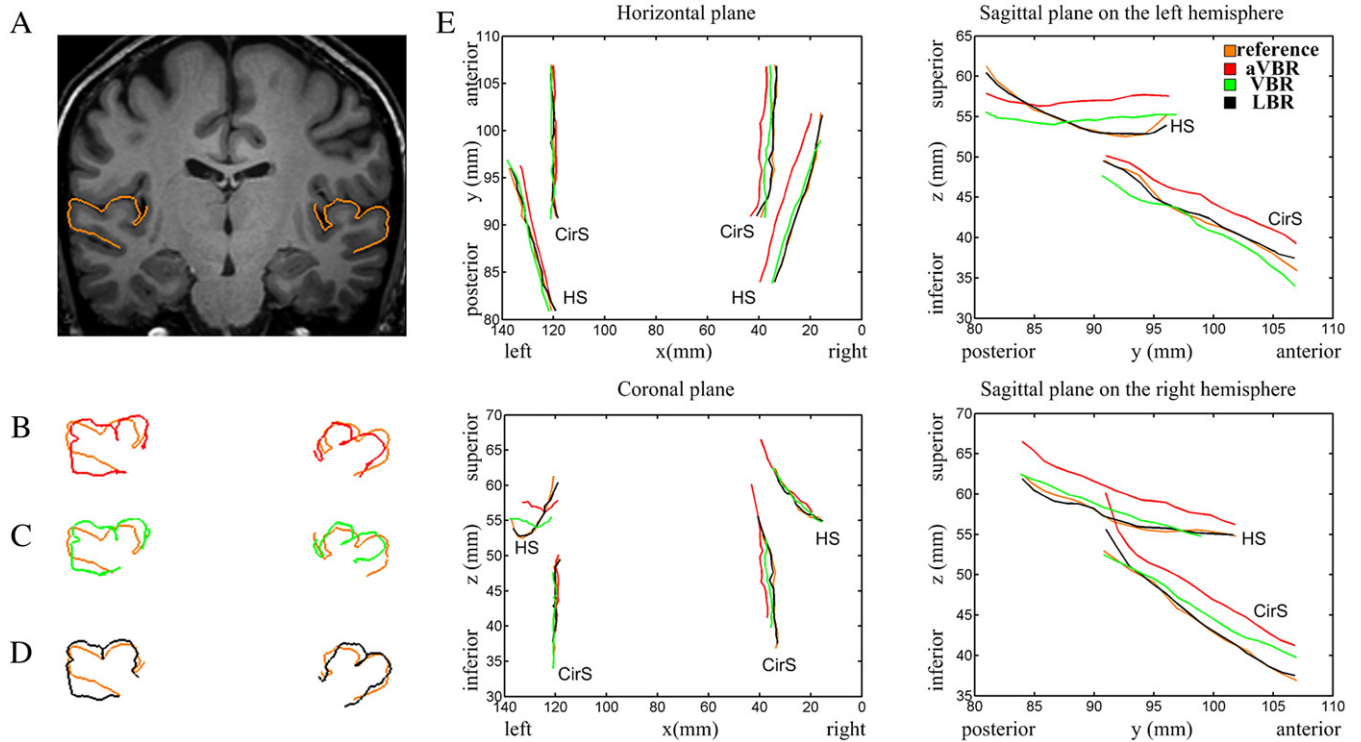 A
B
C
D
E
Horizontal plane
110
105
100
95
90
85
80
posterior y (mm) anterior
CirS
HS
CirS
HS
140 120 100 80 60 40 20 0
left x(mm) right
Sagittal plane on the left hemisphere
65
60
55
50
45
40
35
30
inferior z (mm) superior
reference
aVBR
VBR
LBR
HS
CirS
80 85 90 95 100 105 110
posterior y (mm) anterior
Coronal plane
70
65
60
55
50
45
40
35
30
inferior z (mm) superior
HS
HS
CirS
CirS
140 120 100 80 60 40 20 0
left x(mm) right
Sagittal plane on the right hemisphere
70
65
60
55
50
45
40
35
inferior z (mm) superior
HS
CirS
80 85 90 95 100 105 110
posterior y (mm) anterior